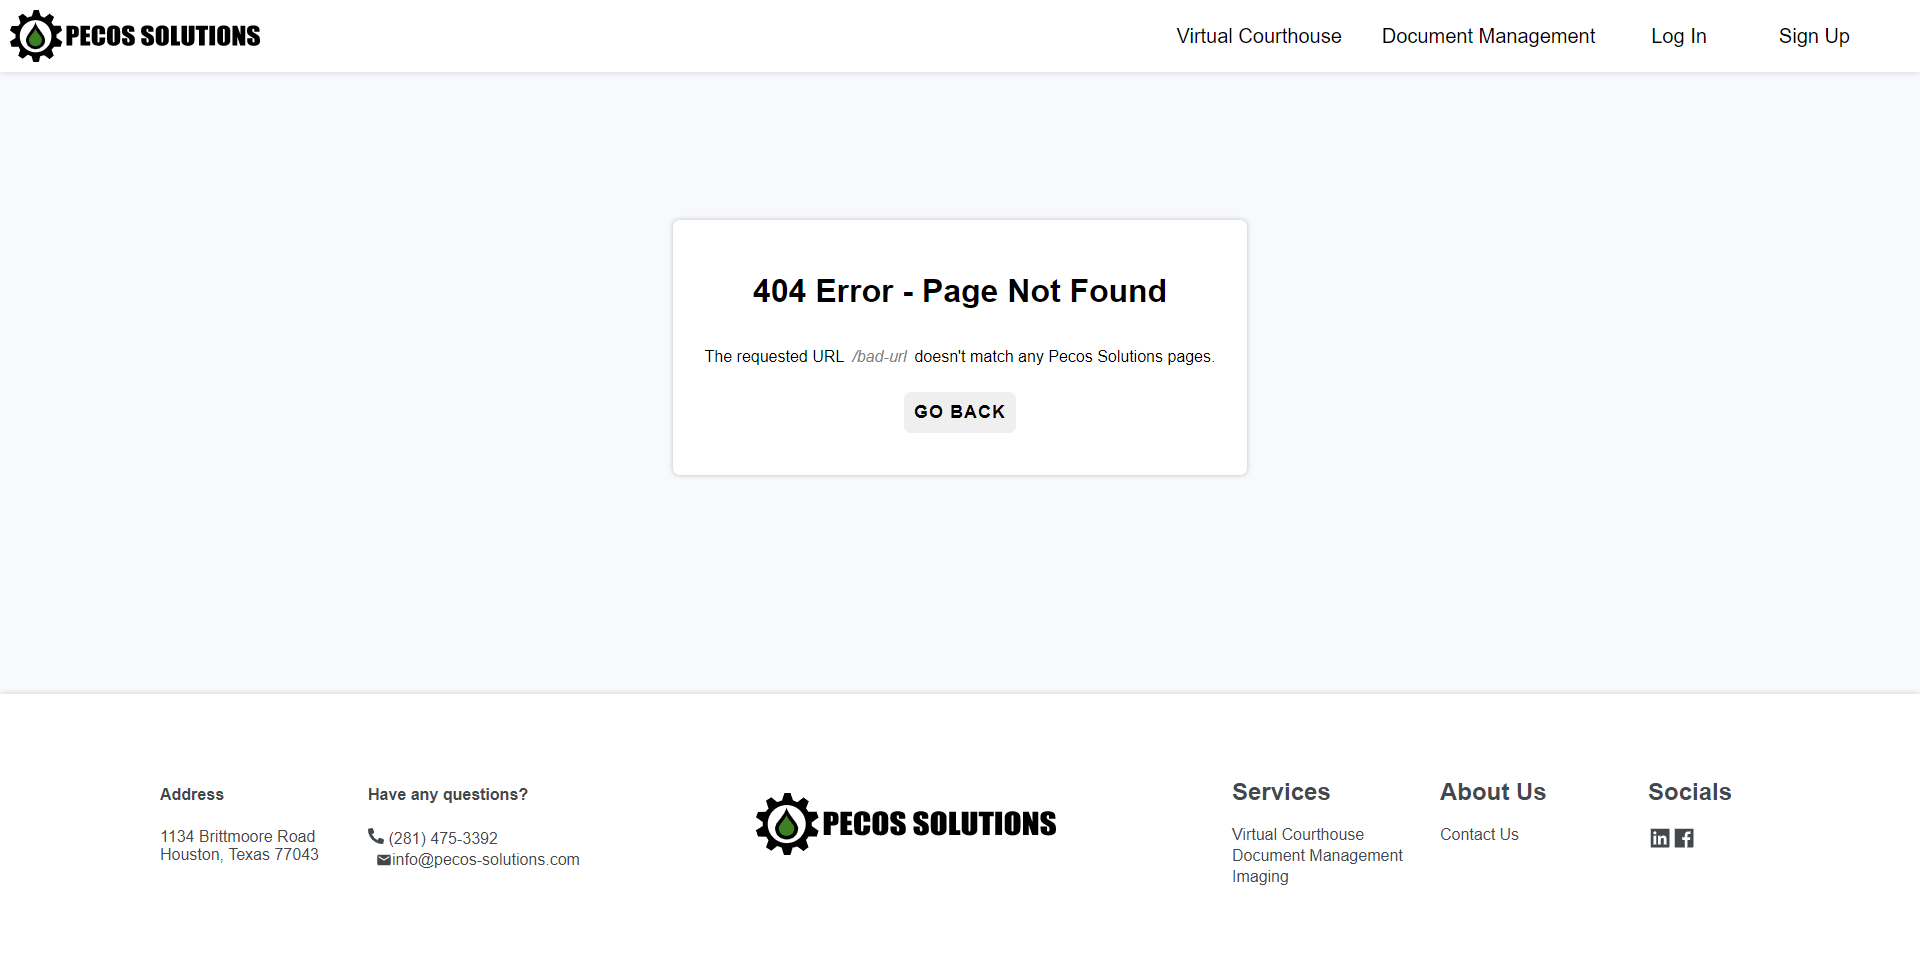 PECOS SOLUTIONS
Virtual Courthouse
Document Management
Log In
Sign Up
404 Error - Page Not Found
The requested URL /bad-url doesn't match any Pecos Solutions pages.
GO BACK
Address
1134 Brittmoore Road
Houston, Texas 77043
Have any questions?
(281) 475-3392
info@pecos-solutions.com
PECOS SOLUTIONS
Services
Virtual Courthouse
Document Management
Imaging
About Us
Contact Us
Socials
in f